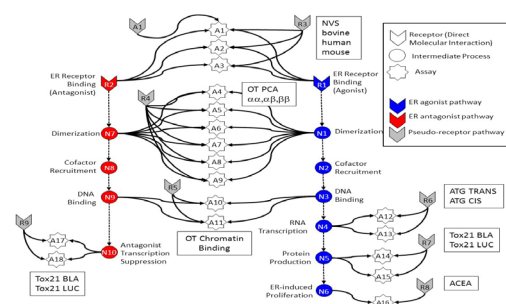 A1
R3
NVS
bovine
human
mouse
A1
A2
A3
Receptor (Direct
Molecular Interaction)
Intermediate Process
Assay
ER agonist pathway
ER antagonist pathway
Pseudo-receptor pathway
ER Receptor
Binding
(Antagonist)
R2
R1
ER Receptor
Binding
(Agonist)
R4
A4
A5
A6
A7
A8
A9
OT PCA
αα,αβ,ββ
Dimerization
N7
N1
Dimerization
Cofactor
Recruitment
N8
N2
Cofactor
Recruitment
DNA
Binding
N9
R5
A10
A11
N3
DNA
Binding
OT Chromatin
Binding
RNA
Transcription
N4
A12
A13
R6
ATG TRANS
ATG CIS
R9
A17
A18
N10
Antagonist
Transcription
Suppression
Tox21 BLA
Tox21 LUC
Protein
Production
N5
A14
A15
R7
Tox21 BLA
Tox21 LUC
ER-induced
Proliferation
N6
A16
R8
ACEA